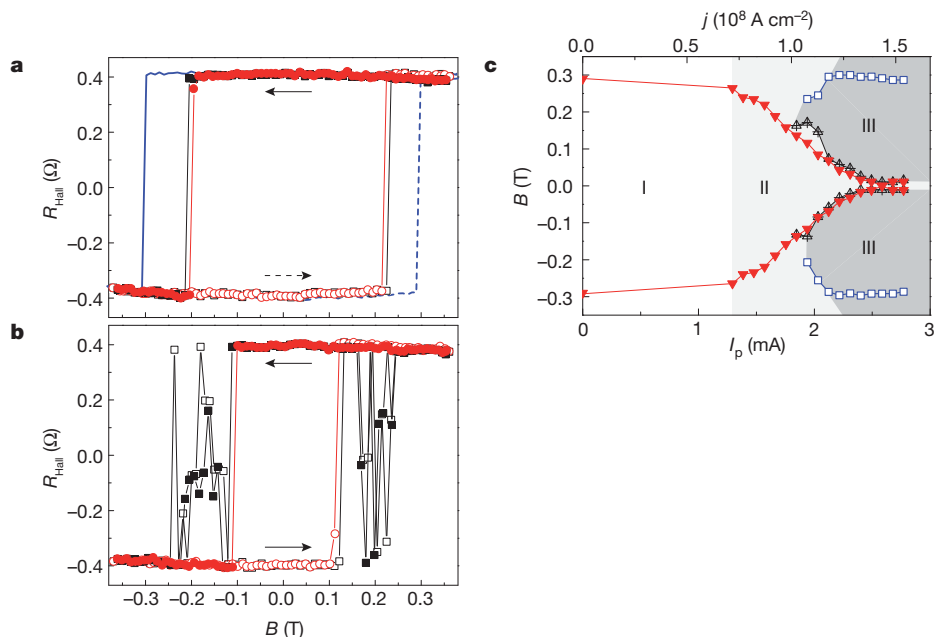 a
R_Hall (Ω)
0.4
0.2
0.0
−0.2
−0.4
b
R_Hall (Ω)
0.4
0.2
0.0
−0.2
−0.4
−0.3 −0.2 −0.1 0.0 0.1 0.2 0.3
B (T)
c
j (10⁸ A cm⁻²)
0.0 0.5 1.0 1.5
B (T)
0.3
0.2
0.1
0.0
−0.1
−0.2
−0.3
I II III
III
0 1 2 3
I_p (mA)